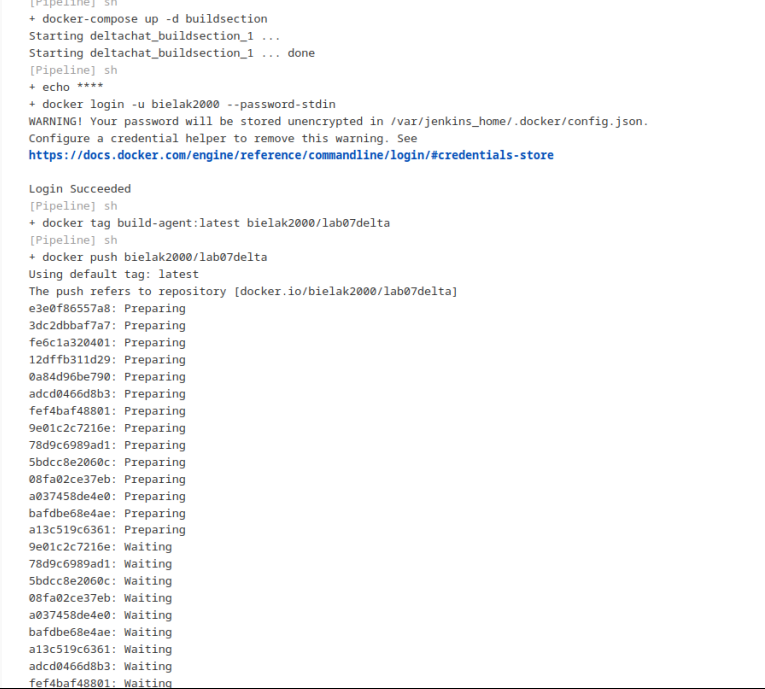 [Pipeline] sh
+ docker-compose up -d buildsection
Starting deltachat_buildsection_1 ...
Starting deltachat_buildsection_1 ... done
[Pipeline] sh
+ echo ****
+ docker login -u bielak2000 --password-stdin
WARNING! Your password will be stored unencrypted in /var/jenkins_home/.docker/config.json.
Configure a credential helper to remove this warning. See
https://docs.docker.com/engine/reference/commandline/login/#credentials-store
Login Succeeded
[Pipeline] sh
+ docker tag build-agent:latest bielak2000/lab07delta
[Pipeline] sh
+ docker push bielak2000/lab07delta
Using default tag: latest
The push refers to repository [docker.io/bielak2000/lab07delta]
e3e0f86557a8: Preparing
3dc2dbbaf7a7: Preparing
fe6c1a320401: Preparing
12dffb311d29: Preparing
0a84d96be790: Preparing
adcd0466d8b3: Preparing
fef4baf48801: Preparing
9e01c2c7216e: Preparing
78d9c6989ad1: Preparing
5bdcc8e2060c: Preparing
08fa02ce37eb: Preparing
a037458de4e0: Preparing
bafdbe68e4ae: Preparing
a13c519c6361: Preparing
9e01c2c7216e: Waiting
78d9c6989ad1: Waiting
5bdcc8e2060c: Waiting
08fa02ce37eb: Waiting
a037458de4e0: Waiting
bafdbe68e4ae: Waiting
a13c519c6361: Waiting
adcd0466d8b3: Waiting
fef4baf48801: Waiting